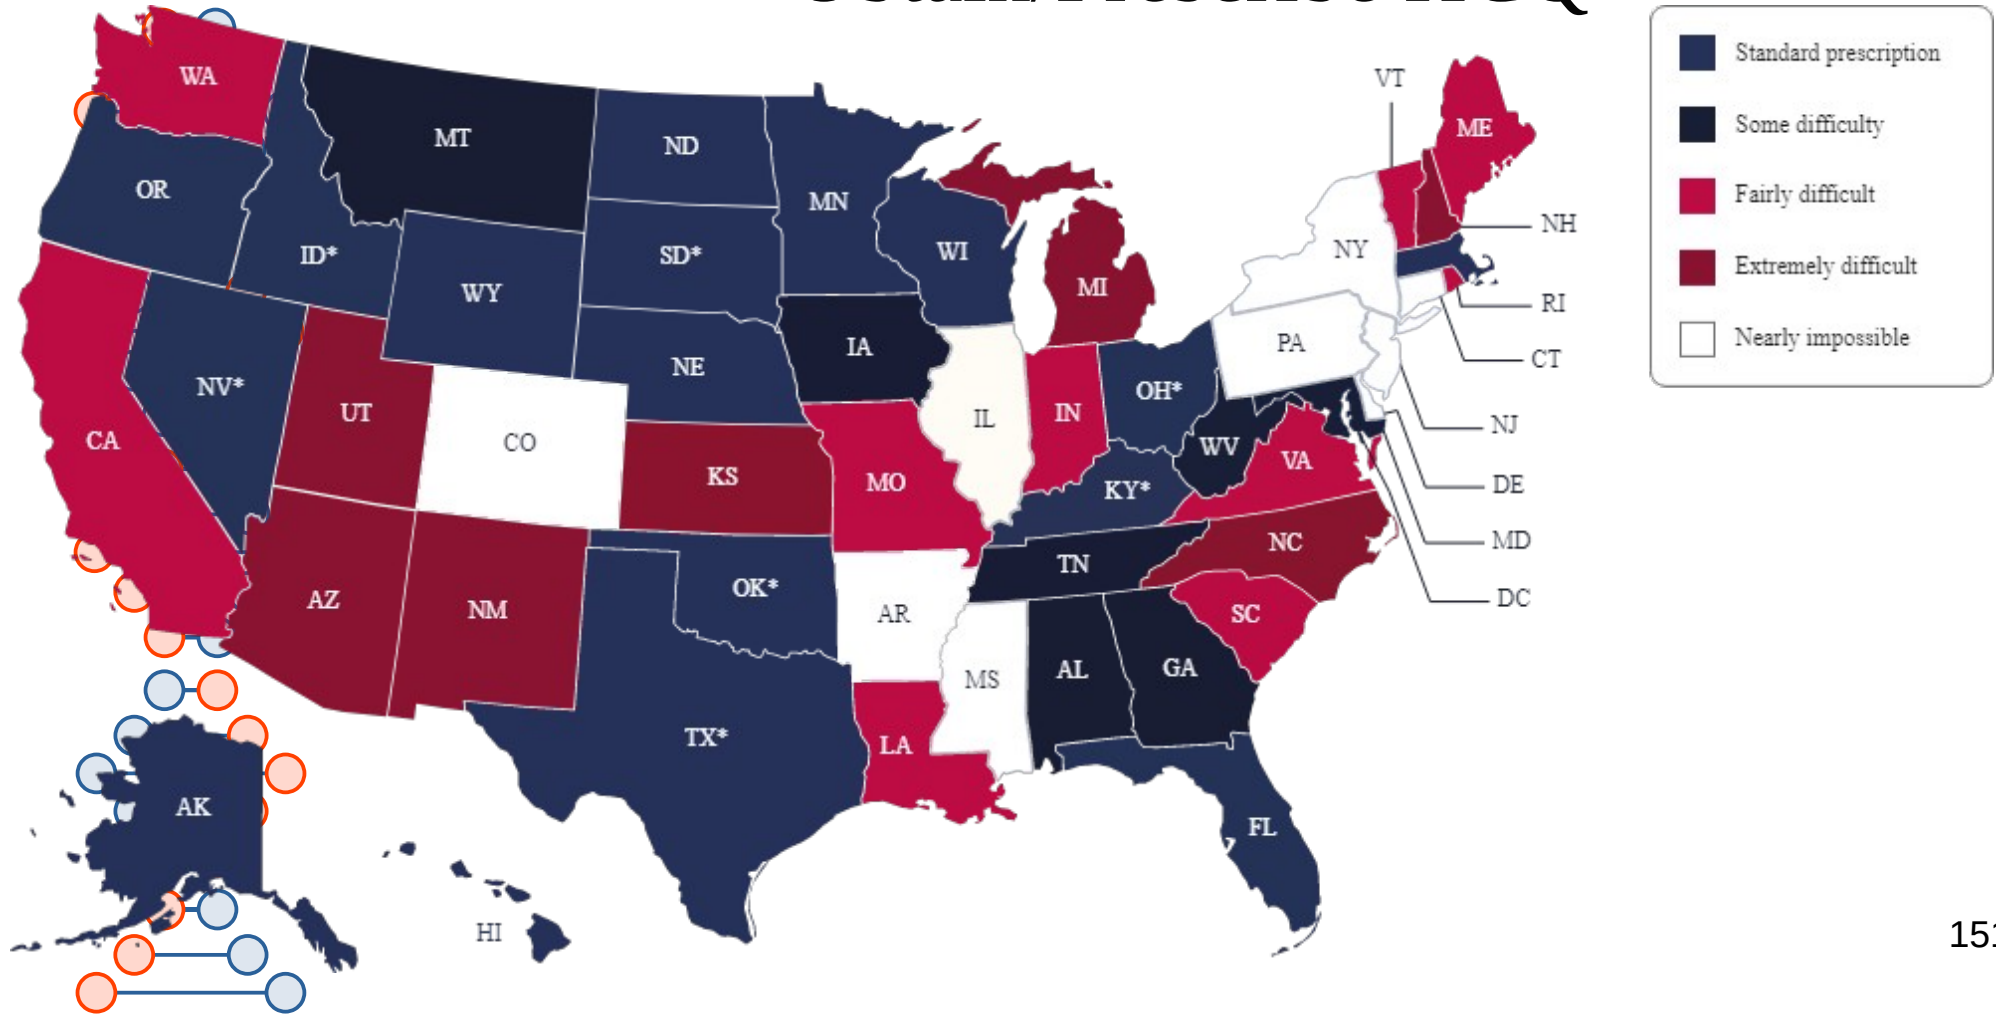 Standard prescription
Some difficulty
Fairly difficult
Extremely difficult
Nearly impossible
VT
WA
ME
MT
ND
OR
MN
NH
NY
WI
ID*
SD*
MI
WY
RI
PA
IA
CT
NE
NV*
OH*
UT
IN
IL
NJ
CO
CA
WV
VA
KS
MO
DE
KY*
NC
MD
TN
OK*
DC
AZ
NM
AR
SC
GA
AL
MS
TX*
LA
AK
FL
HI
151